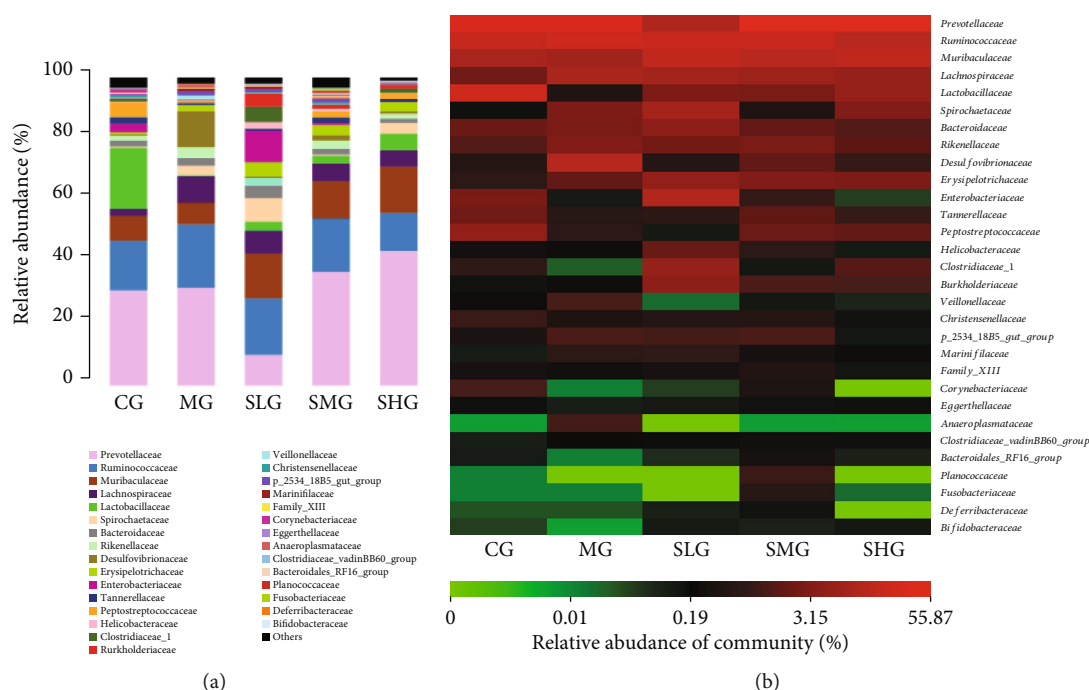 100
80
60
40
20
0
Relative abundance (%)
CG MG SLG SMG SHG
Prevotellaceae
Ruminococcaceae
Muribaculaceae
Lachnospiraceae
Lactobacillaceae
Spirochaetaceae
Bacteroidaceae
Rikenellaceae
Desulfovibrionaceae
Erysipelotrichaceae
Enterobacteriaceae
Tannerellaceae
Peptostreptococcaceae
Helicobacteraceae
Clostridiaceae_1
Rurkholderiaceae
Veillonellaceae
Christensenellaceae
p_2534_18B5_gut_group
Marinifilaceae
Family_XIII
Corynebacteriaceae
Eggerthellaceae
Anaeroplasmataceae
Clostridiaceae_vadinBB60_group
Bacteroidales_RF16_group
Planococcaceae
Fusobacteriaceae
Deferribacteraceae
Bifidobacteraceae
Others
(a)
Prevotellaceae
Ruminococcaceae
Muribaculaceae
Lachnospiraceae
Lactobacillaceae
Spirochaetaceae
Bacteroidaceae
Rikenellaceae
Desulfovibrionaceae
Erysipelotrichaceae
Enterobacteriaceae
Tannerellaceae
Peptostreptococcaceae
Helicobacteraceae
Clostridiaceae_1
Burkholderiaceae
Veillonellaceae
Christensenellaceae
p_2534_18B5_gut_group
Marinifilaceae
Family_XIII
Corynebacteriaceae
Eggerthellaceae
Anaeroplasmataceae
Clostridiaceae_vadinBB60_group
Bacteroidales_RF16_group
Planococcaceae
Fusobacteriaceae
Deferribacteraceae
Bifidobacteraceae
CG MG SLG SMG SHG
0 0.01 0.19 3.15 55.87
Relative abudance of community (%)
(b)